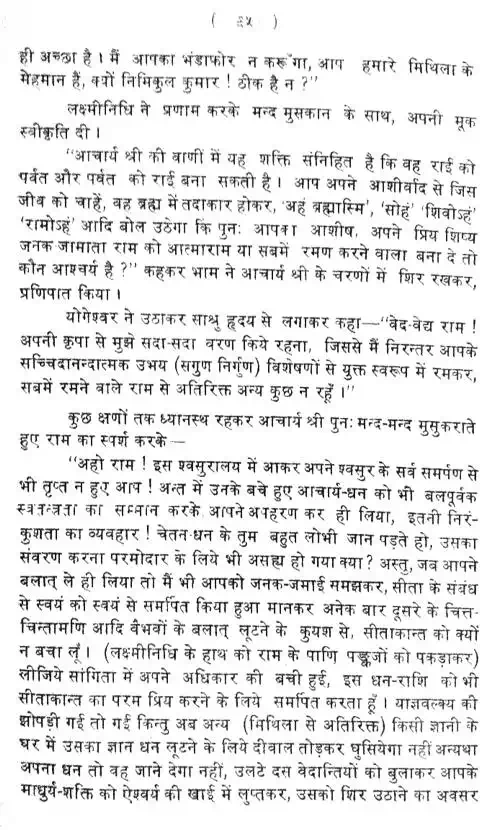 ( ६५ )
ही अच्छा है । मैं आपका भंडाफोर न करूँगा, आप हमारे मिथिला के
मेहमान हैं, क्यों निमिकुल कुमार ! ठीक है न ?"
लक्ष्मीनिधि ने प्रणाम करके मन्द मुसकान के साथ, अपनी मूक
स्वीकृति दी ।
"आचार्य श्री की वाणीं में यह शक्ति संनिहित है कि वह राई को
पर्वत और पर्वत को राई बना सकती है । आप अपने आशीर्वाद से जिस
जीव को चाहें, वह ब्रह्म में तदाकार होकर, 'अहं ब्रह्मास्मि', 'सोहं' 'शिवोऽहं'
'रामोऽहं' आदि बोल उठेगा कि पुनः आपका आशीष, अपने प्रिय शिष्य
जनक जामाता राम को आत्माराम या सबमें रमण करने वाला बना दे तो
कौन आश्चर्य है ?" कहकर भाम ने आचार्य श्री के चरणों में शिर रखकर,
प्रणिपात किया ।
योगेश्वर ने उठाकर साश्रु हृदय से लगाकर कहा—"वेद-वेद्य राम !
अपनी कृपा से मुझे सदा-सदा वरण किये रहना, जिससे मैं निरन्तर आपके
सच्चिदानन्दात्मक उभय (सगुण निर्गुण) विशेषणों से युक्त स्वरूप में रमकर,
सबमें रमने वाले राम से अतिरिक्त अन्य कुछ न रहूँ ।"
कुछ क्षणों तक ध्यानस्थ रहकर आचार्य श्री पुनः मन्द-मन्द मुसुकराते
हुए राम का स्पर्श करके —
"अहो राम ! इस श्वसुरालय में आकर अपने श्वसुर के सर्व समर्पण से
भी तृप्त न हुए आप ! अन्त में उनके बचे हुए आचार्य-धन को भी बलपूर्वक
स्वतन्त्रता का सम्मान करके आपने अपहरण कर ही लिया, इतनी निरं-
कुशता का व्यवहार ! चेतन-धन के तुम बहुत लोभी जान पड़ते हो, उसका
संवरण करना परमोदार के लिये भी असह्य हो गया क्या ? अस्तु, जब आपने
बलात् ले ही लिया तो मैं भी आपको जनक-जमाई समझकर, सीता के संबंध
से स्वयं को स्वयं से समर्पित किया हुआ मानकर अनेक बार दूसरे के चित्त-
चिन्तामणि आदि वैभवों के बलात् लूटने के कुयश से, सीताकान्त को क्यों
न बचा लूँ । (लक्ष्मीनिधि के हाथ को राम के पाणि पङ्कजों को पकड़ाकर)
लीजिये सांगिता में अपने अधिकार की बची हुई, इस धन-राशि को भी
सीताकान्त का परम प्रिय करने के लिये समर्पित करता हूँ । याज्ञवल्क्य की
झोपड़ी गई तो गई किन्तु अब अन्य (मिथिला से अतिरिक्त) किसी ज्ञानी के
घर में उसका ज्ञान धन लूटने के लिये दीवाल तोड़कर घुसियेगा नहीं अन्यथा
अपना धन तो वह जाने देगा नहीं, उलटे दस वेदान्तियों को बुलाकर आपके
माधुर्य-शक्ति को ऐश्वर्य की खाई में लुप्तकर, उसको शिर उठाने का अवसर